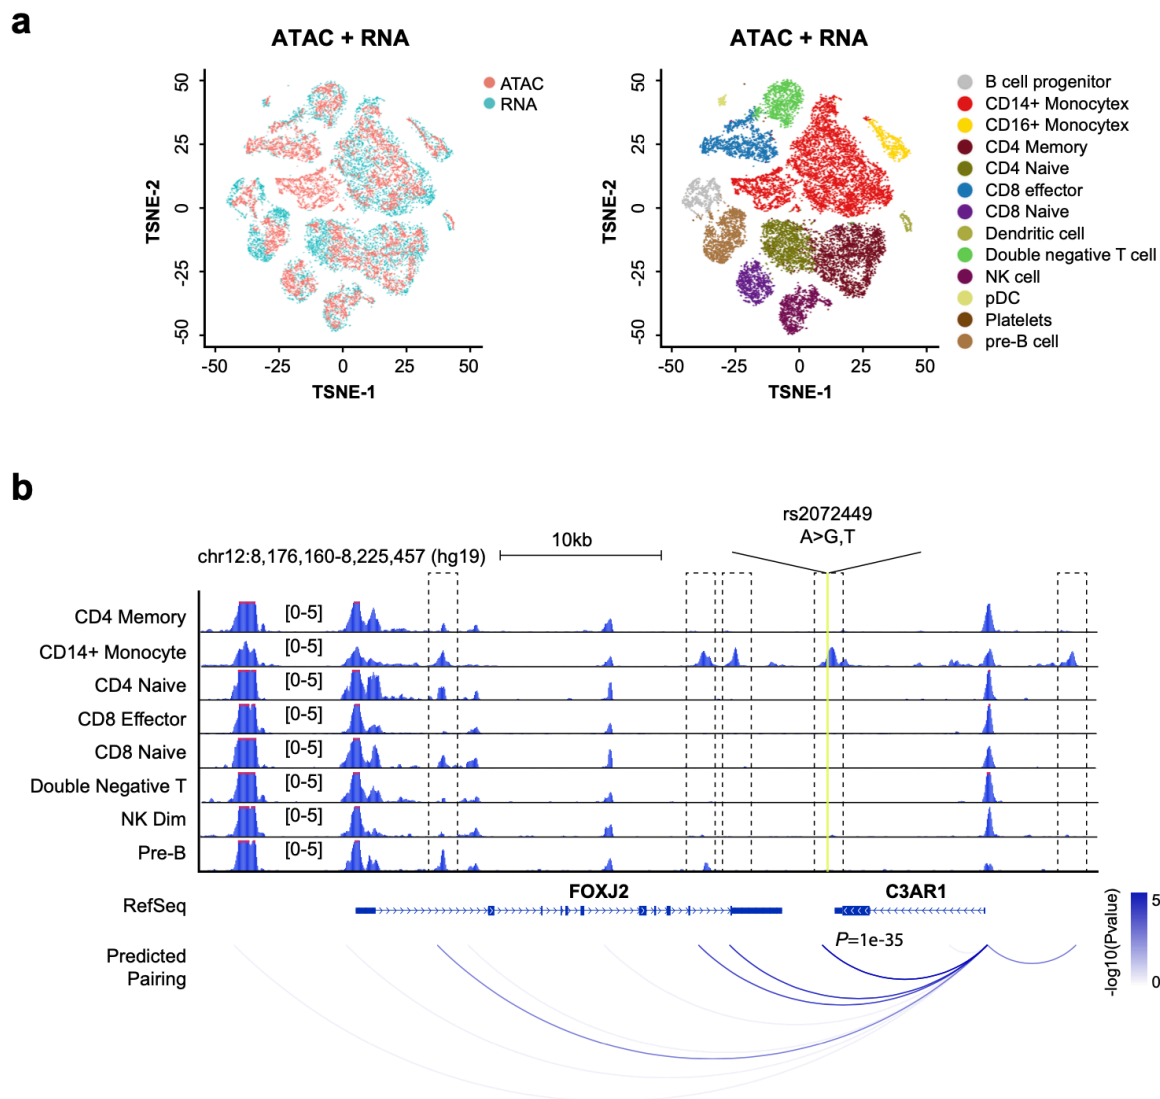 a
ATAC + RNA
ATAC + RNA
50
25
0
-25
-50
TSNE-2
-50 -25 0 25 50
TSNE-1
ATAC
RNA
50
25
0
-25
-50
TSNE-2
-50 -25 0 25 50
TSNE-1
B cell progenitor
CD14+ Monocytex
CD16+ Monocytex
CD4 Memory
CD4 Naive
CD8 effector
CD8 Naive
Dendritic cell
Double negative T cell
NK cell
pDC
Platelets
pre-B cell
b
rs2072449
A>G,T
chr12:8,176,160-8,225,457 (hg19)
10kb
CD4 Memory [0-5]
CD14+ Monocyte [0-5]
CD4 Naive [0-5]
CD8 Effector [0-5]
CD8 Naive [0-5]
Double Negative T [0-5]
NK Dim [0-5]
Pre-B [0-5]
FOXJ2 C3AR1
RefSeq
P=1e-35
Predicted
Pairing
-log10(Pvalue)
5
0